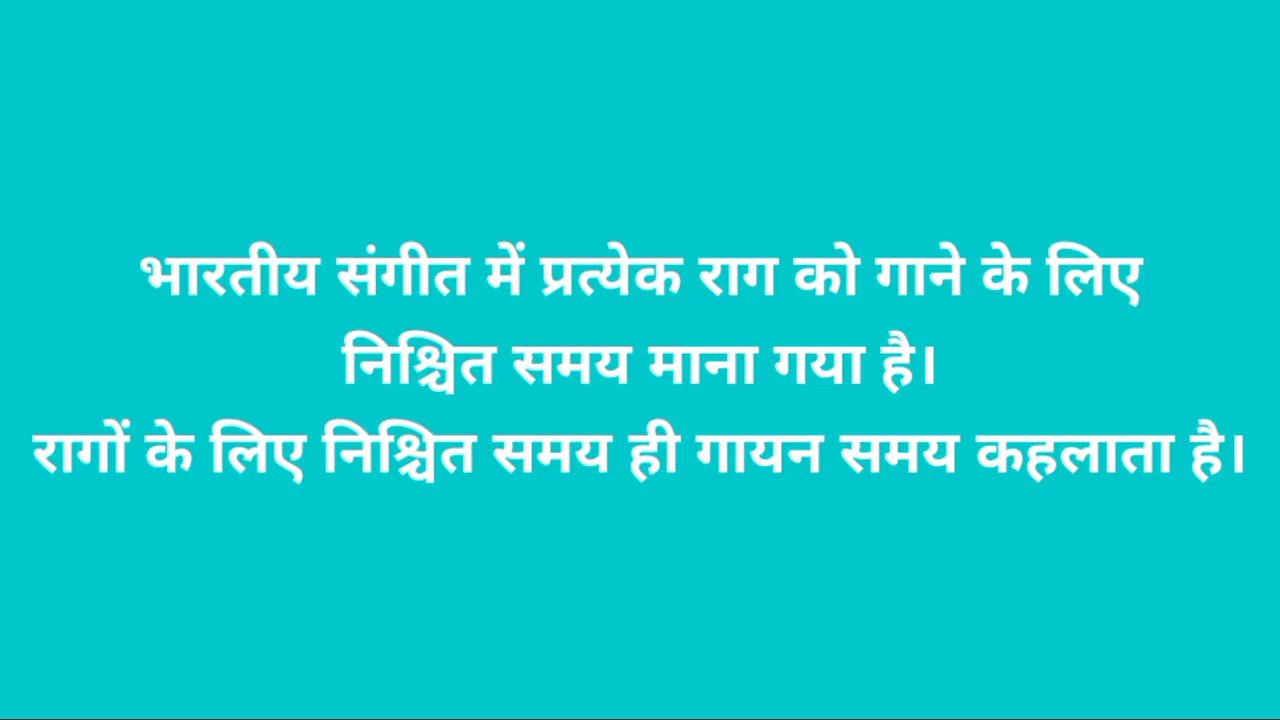 भारतीय संगीत में प्रत्येक राग को गाने के लिए
निश्चित समय माना गया है।
रागों के लिए निश्चित समय ही गायन समय कहलाता है।